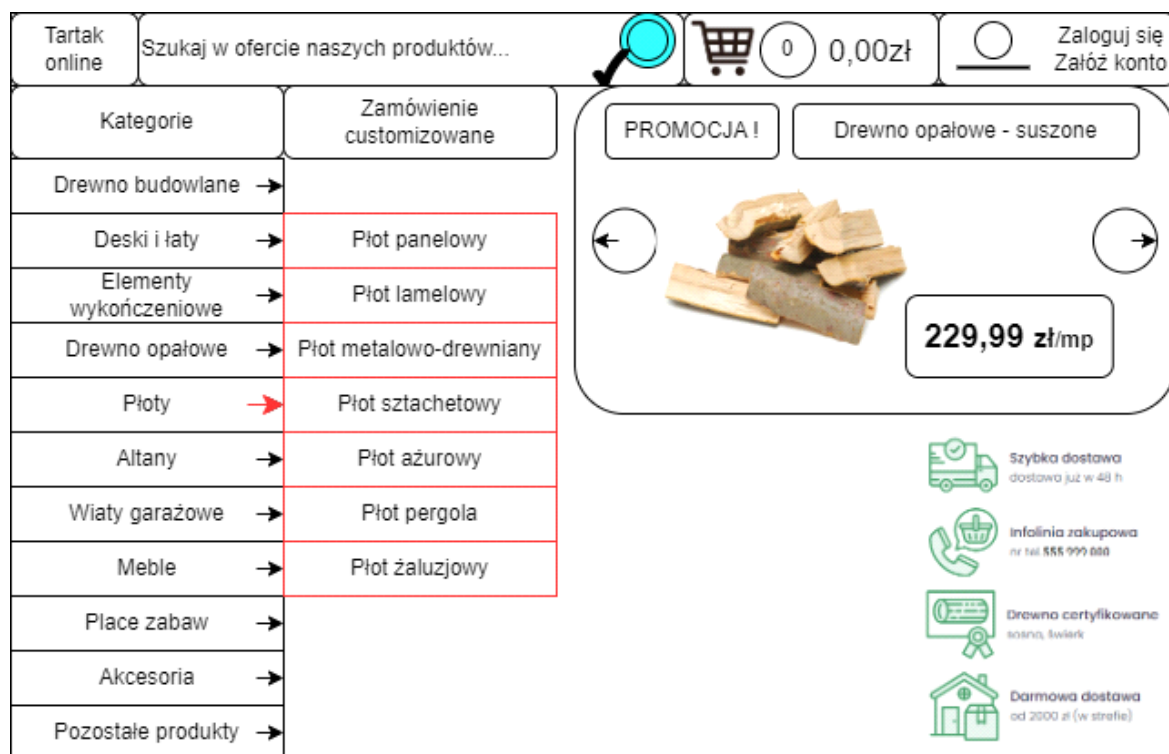 Tartak
online
Szukaj w ofercie naszych produktów...
0
0,00zł
Zaloguj się
Załóż konto
Kategorie
Zamówienie
customizowane
PROMOCJA !
Drewno opałowe - suszone
229,99 zł/mp
Drewno budowlane
Deski i łaty
Elementy
wykończeniowe
Drewno opałowe
Płoty
Altany
Wiaty garażowe
Meble
Place zabaw
Akcesoria
Pozostałe produkty
Płot panelowy
Płot lamelowy
Płot metalowo-drewniany
Płot sztachetowy
Płot ażurowy
Płot pergola
Płot żaluzjowy
Szybka dostawa
dostawa już w 48 h
Infolinia zakupowa
nr tel 555 999 000
Drewno certyfikowane
sosna, świerk
Darmowa dostawa
od 2000 zł (w strefie)